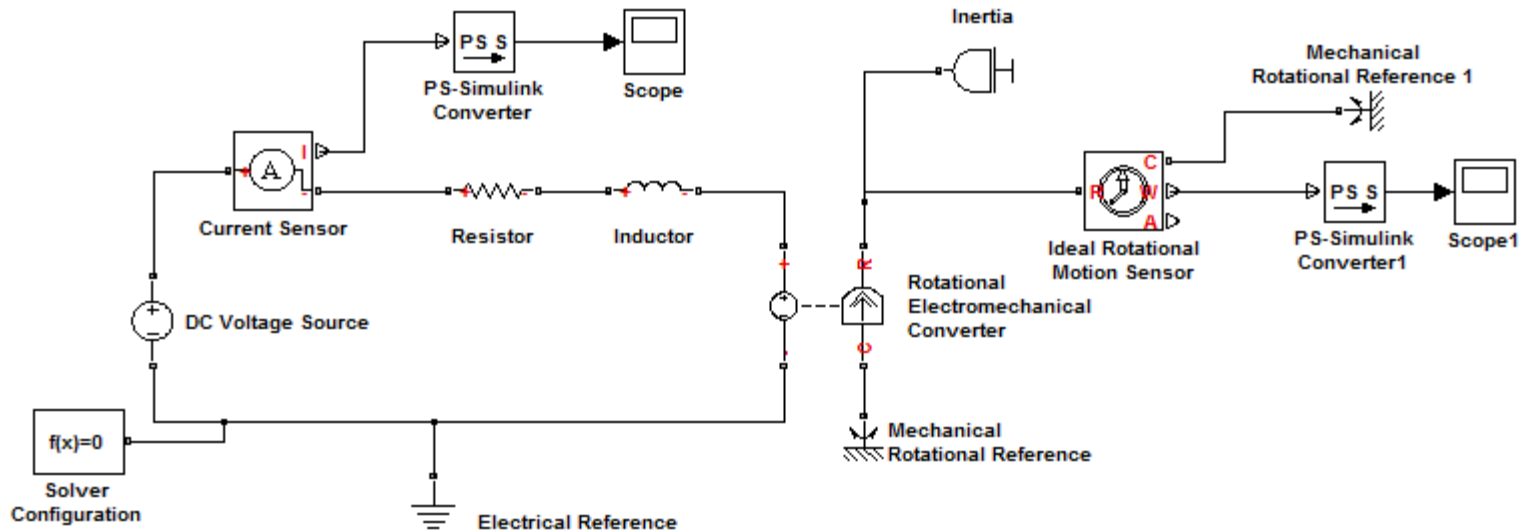 Inertia
PS S
PS-Simulink
Converter
Scope
Mechanical
Rotational Reference 1
+
I
A
-
Current Sensor
+
-
Resistor
+
-
Inductor
R
C
W
A
Ideal Rotational
Motion Sensor
PS S
PS-Simulink
Converter1
Scope1
DC Voltage Source
+
R
C
Rotational
Electromechanical
Converter
f(x)=0
Solver
Configuration
Electrical Reference
Mechanical
Rotational Reference